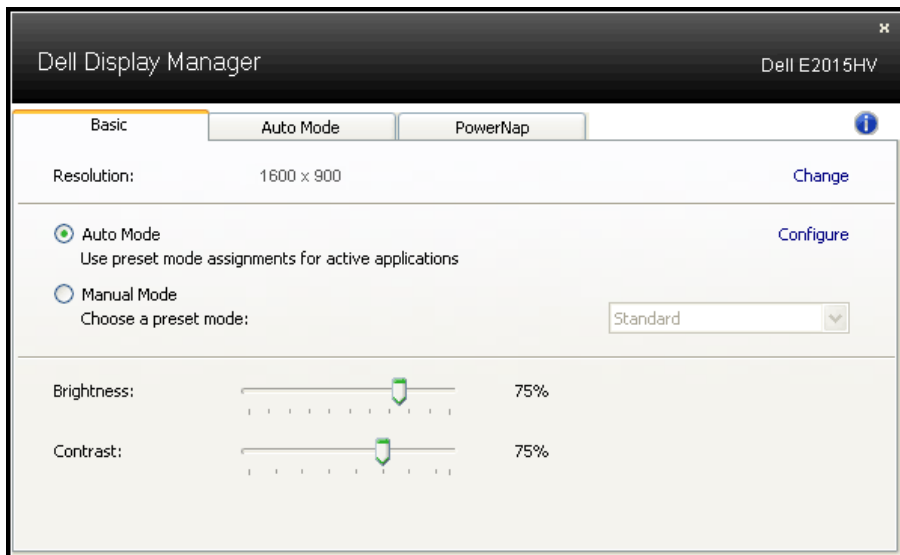 Dell Display Manager
Dell E2015HV
Basic
Auto Mode
PowerNap
Resolution:
1600 x 900
Change
Auto Mode
Configure
Use preset mode assignments for active applications
Manual Mode
Choose a preset mode:
Standard
Brightness:
75%
Contrast:
75%